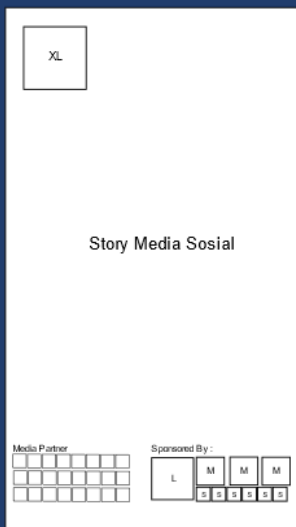 XL
Story Media Sosial
Media Partner
Sponsored By :
L
M M M
S S S S S S